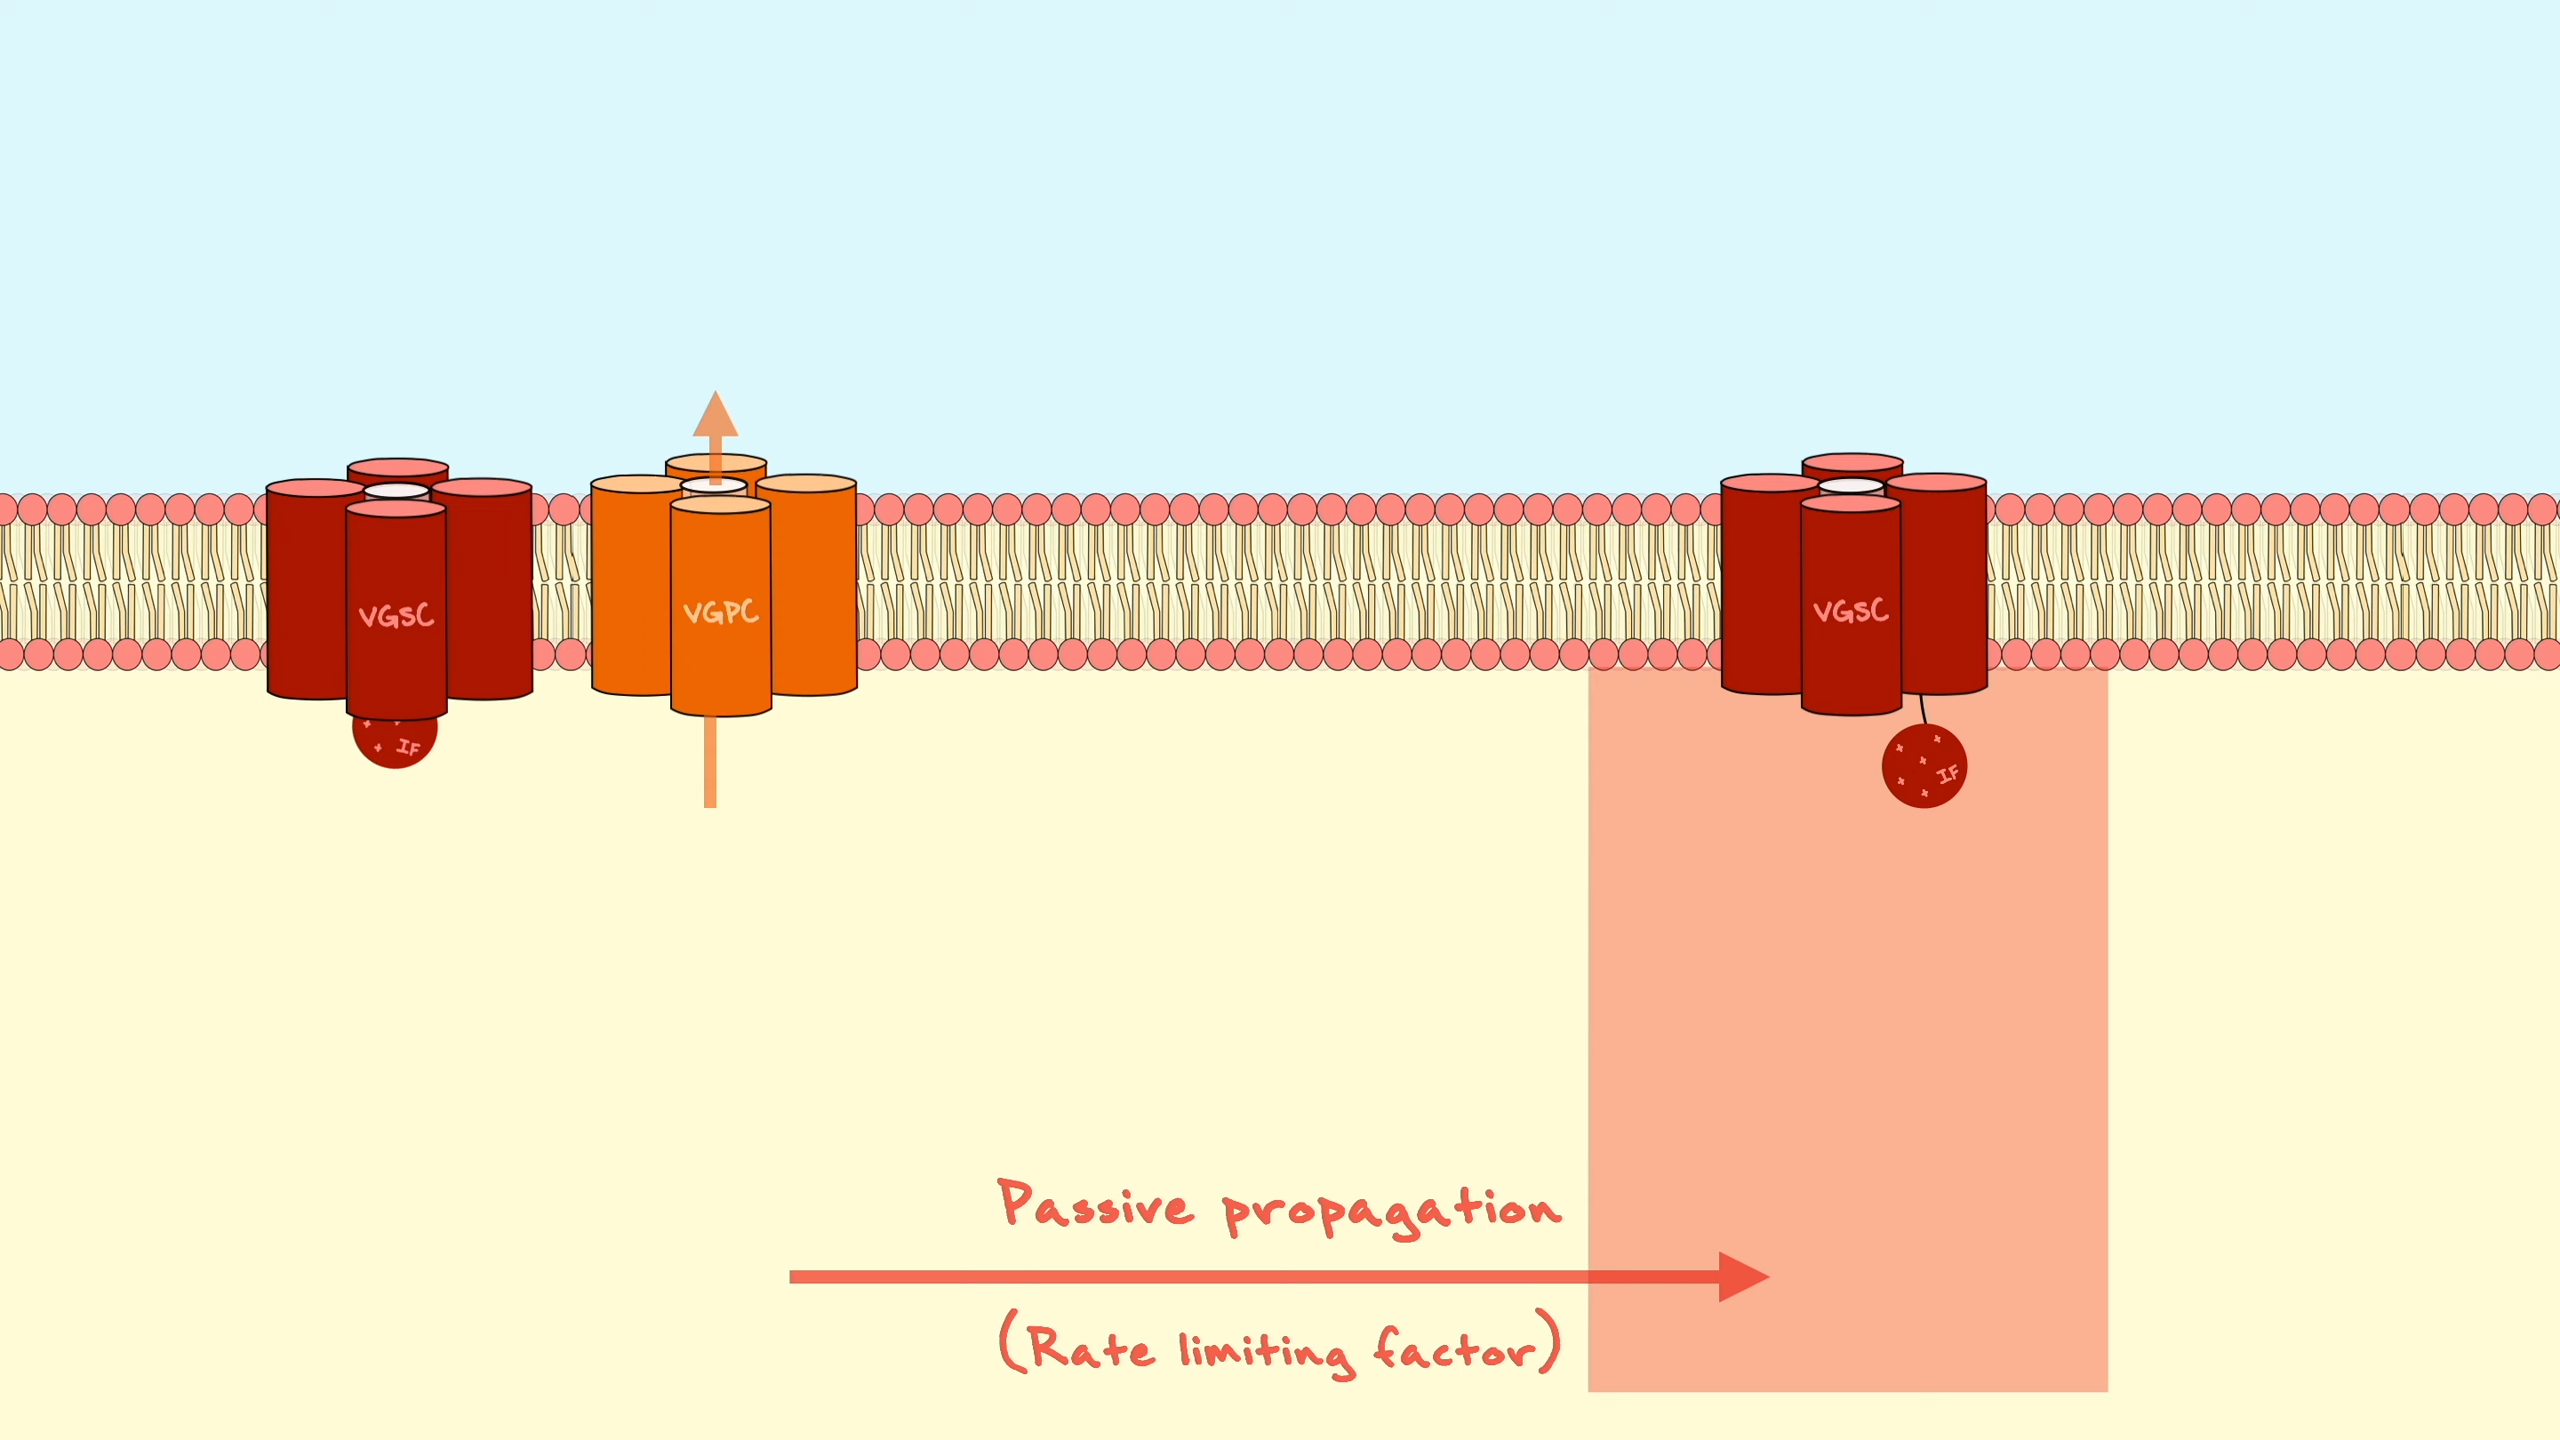 VGSC
VGPC
VGSC
IF
IF
Passive propagation
(Rate limiting factor)